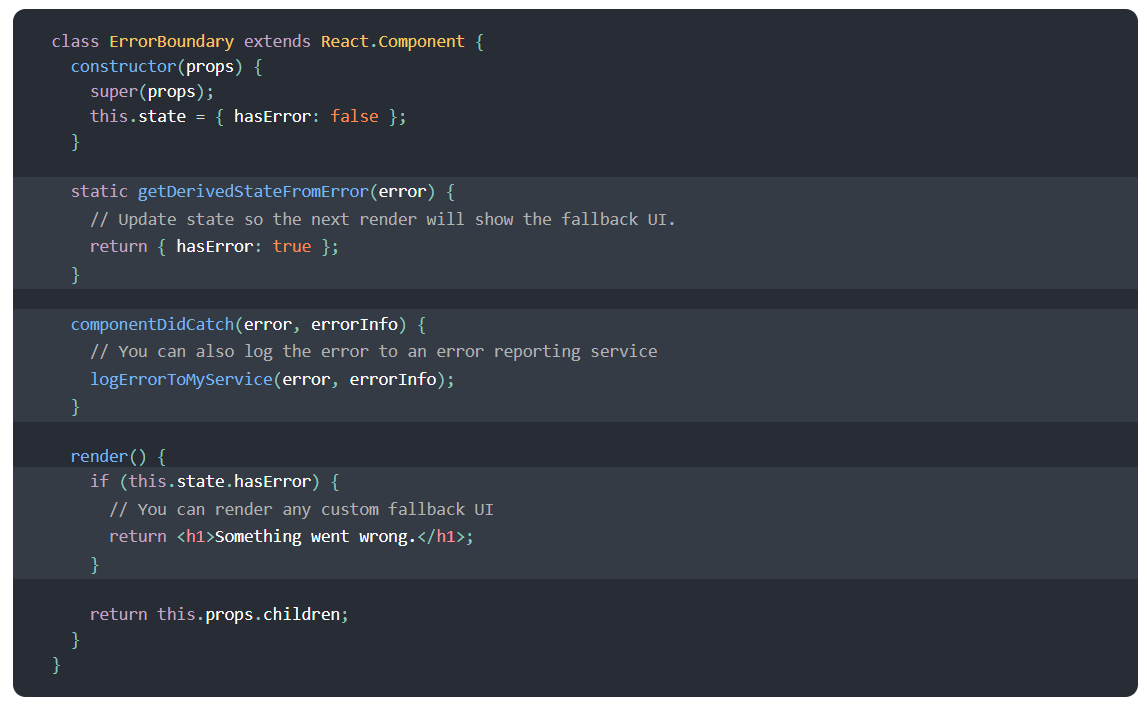 class ErrorBoundary extends React.Component {
  constructor(props) {
    super(props);
    this.state = { hasError: false };
  }

  static getDerivedStateFromError(error) {
    // Update state so the next render will show the fallback UI.
    return { hasError: true };
  }

  componentDidCatch(error, errorInfo) {
    // You can also log the error to an error reporting service
    logErrorToMyService(error, errorInfo);
  }

  render() {
    if (this.state.hasError) {
      // You can render any custom fallback UI
      return <h1>Something went wrong.</h1>;
    }

    return this.props.children;
  }
}